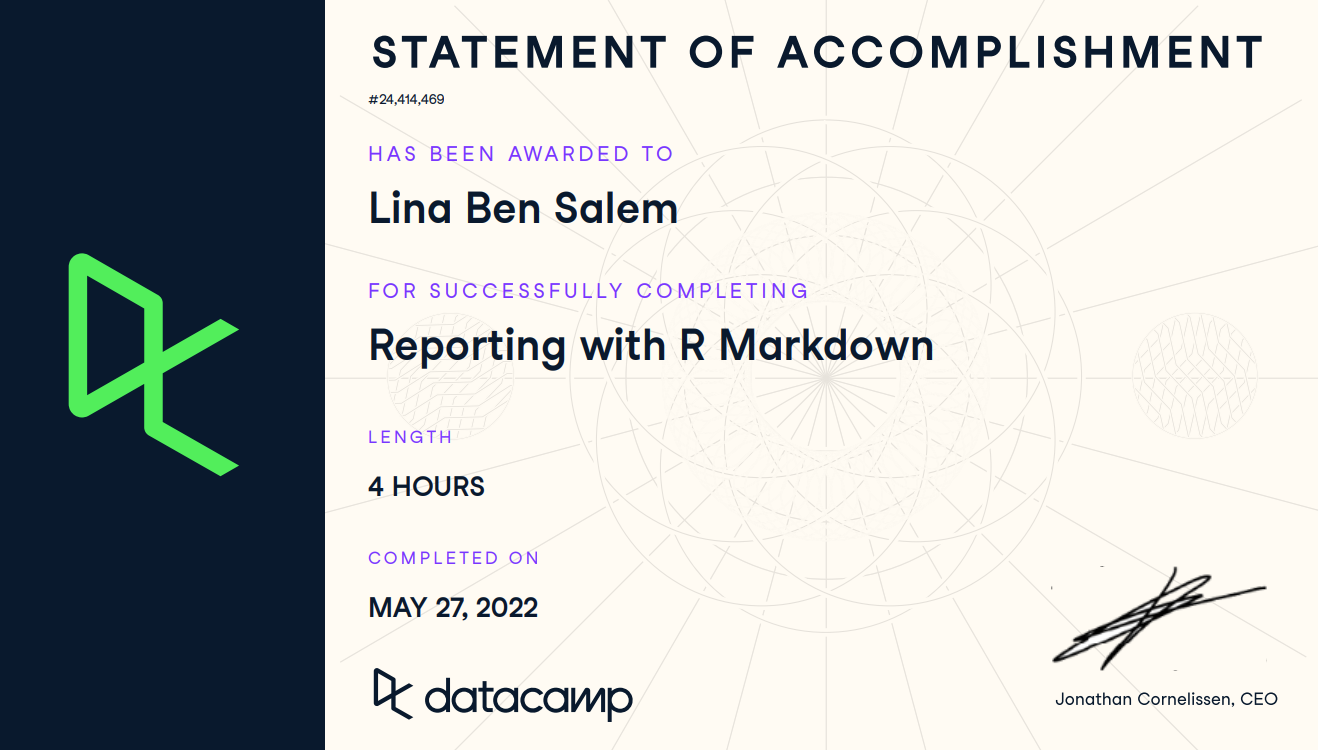 STATEMENT OF ACCOMPLISHMENT
#24,414,469
HAS BEEN AWARDED TO
Lina Ben Salem
FOR SUCCESSFULLY COMPLETING
Reporting with R Markdown
LENGTH
4 HOURS
COMPLETED ON
MAY 27, 2022
datacamp
Jonathan Cornelissen, CEO